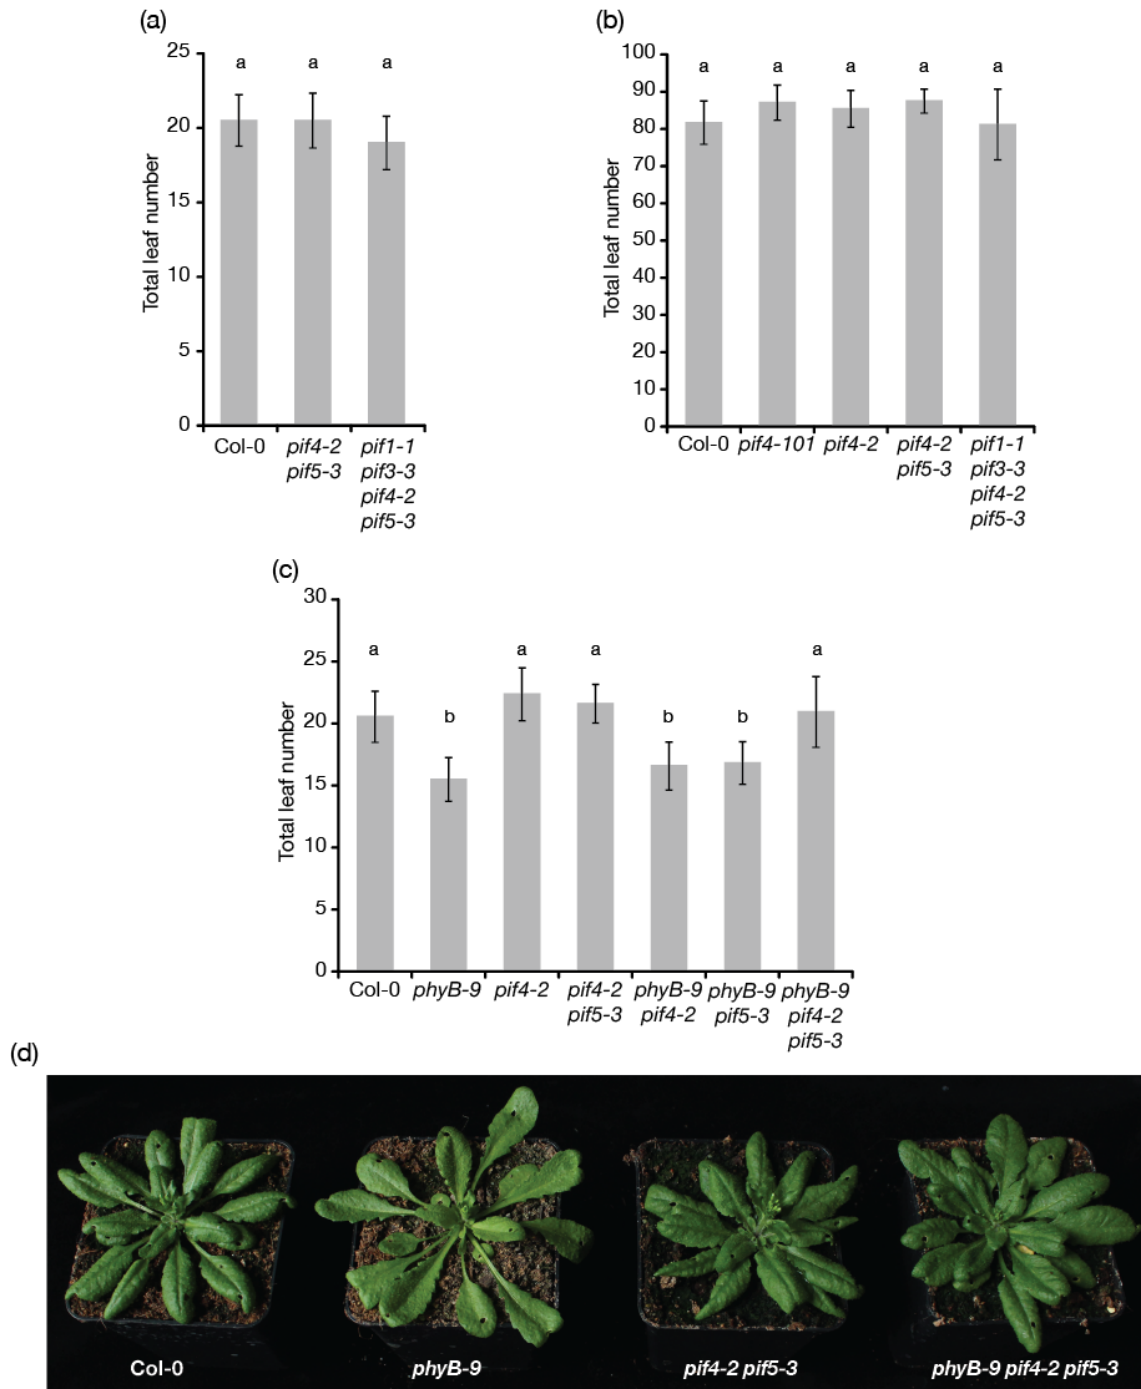 (a)
25
20
15
10
5
0
Total leaf number
a a a
Col-0 pif4-2 pif1-1
pif5-3 pif3-3
pif4-2
pif5-3
(b)
100
90
80
70
60
50
40
30
20
10
0
Total leaf number
a a a a a
Col-0 pif4-101 pif4-2 pif4-2 pif1-1
pif5-3 pif3-3
pif4-2
pif5-3
(c)
30
25
20
15
10
5
0
Total leaf number
a b a a b b a
Col-0 phyB-9 pif4-2 pif4-2 phyB-9 phyB-9 phyB-9
pif5-3 pif4-2 pif5-3 pif4-2
pif5-3
(d)
Col-0 phyB-9 pif4-2 pif5-3 phyB-9 pif4-2 pif5-3